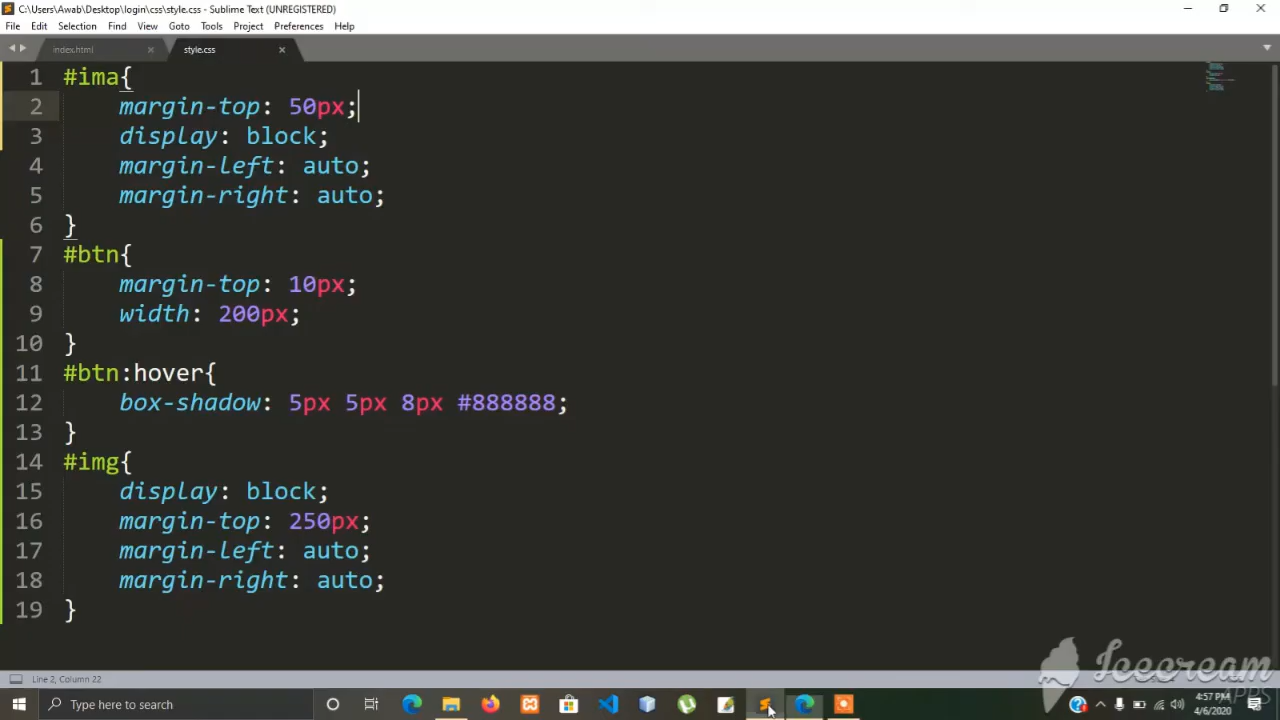 C:\Users\Awab\Desktop\login\css\style.css - Sublime Text (UNREGISTERED)
File Edit Selection Find View Goto Tools Project Preferences Help
index.html style.css
1 #ima{
2 margin-top: 50px;
3 display: block;
4 margin-left: auto;
5 margin-right: auto;
6 }
7 #btn{
8 margin-top: 10px;
9 width: 200px;
10 }
11 #btn:hover{
12 box-shadow: 5px 5px 8px #888888;
13 }
14 #img{
15 display: block;
16 margin-top: 250px;
17 margin-left: auto;
18 margin-right: auto;
19 }
Icecream
APPS
Line 2, Column 22
Type here to search
4:57 PM
4/6/2020